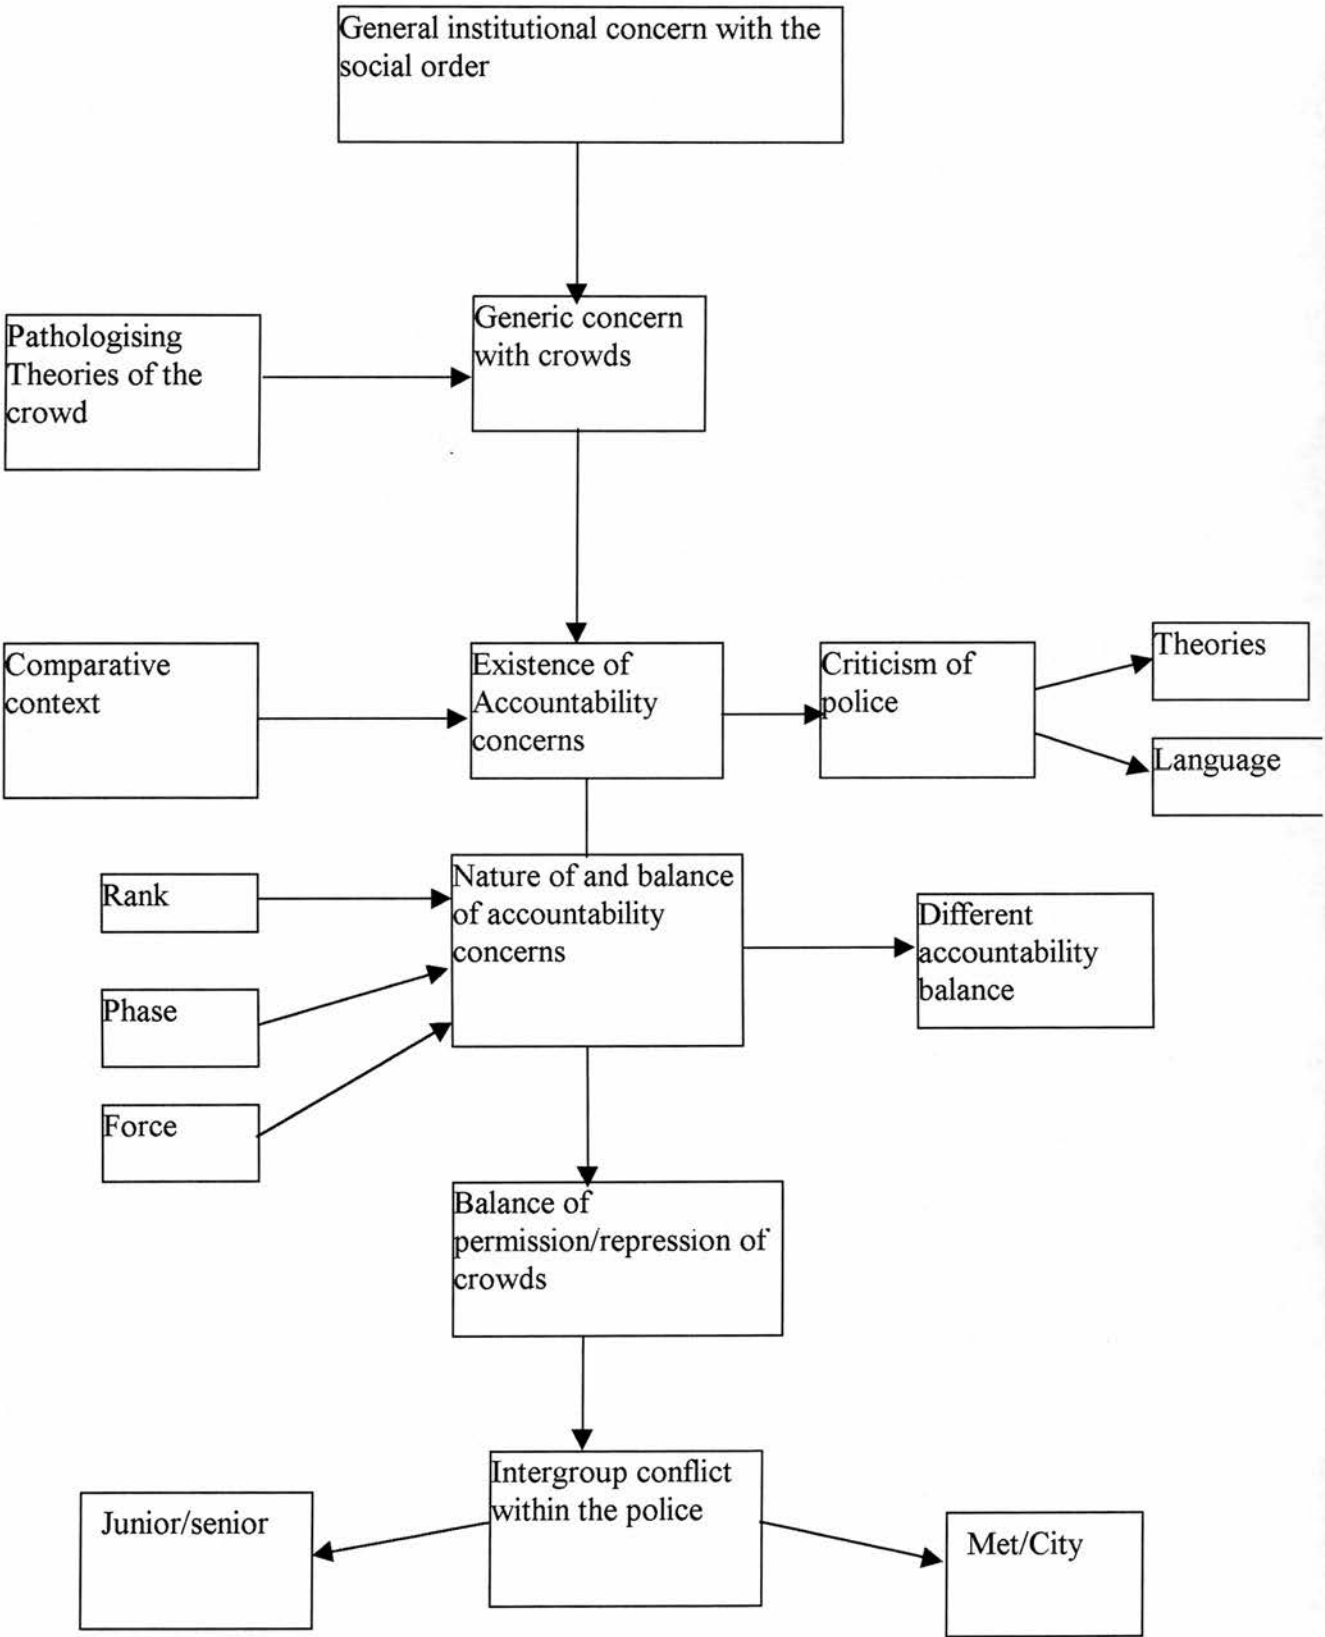 General institutional concern with the
social order
Pathologising
Theories of the
crowd
Generic concern
with crowds
Comparative
context
Existence of
Accountability
concerns
Criticism of
police
Theories
Language
Rank
Phase
Force
Nature of and balance
of accountability
concerns
Different
accountability
balance
Balance of
permission/repression of
crowds
Intergroup conflict
within the police
Junior/senior
Met/City